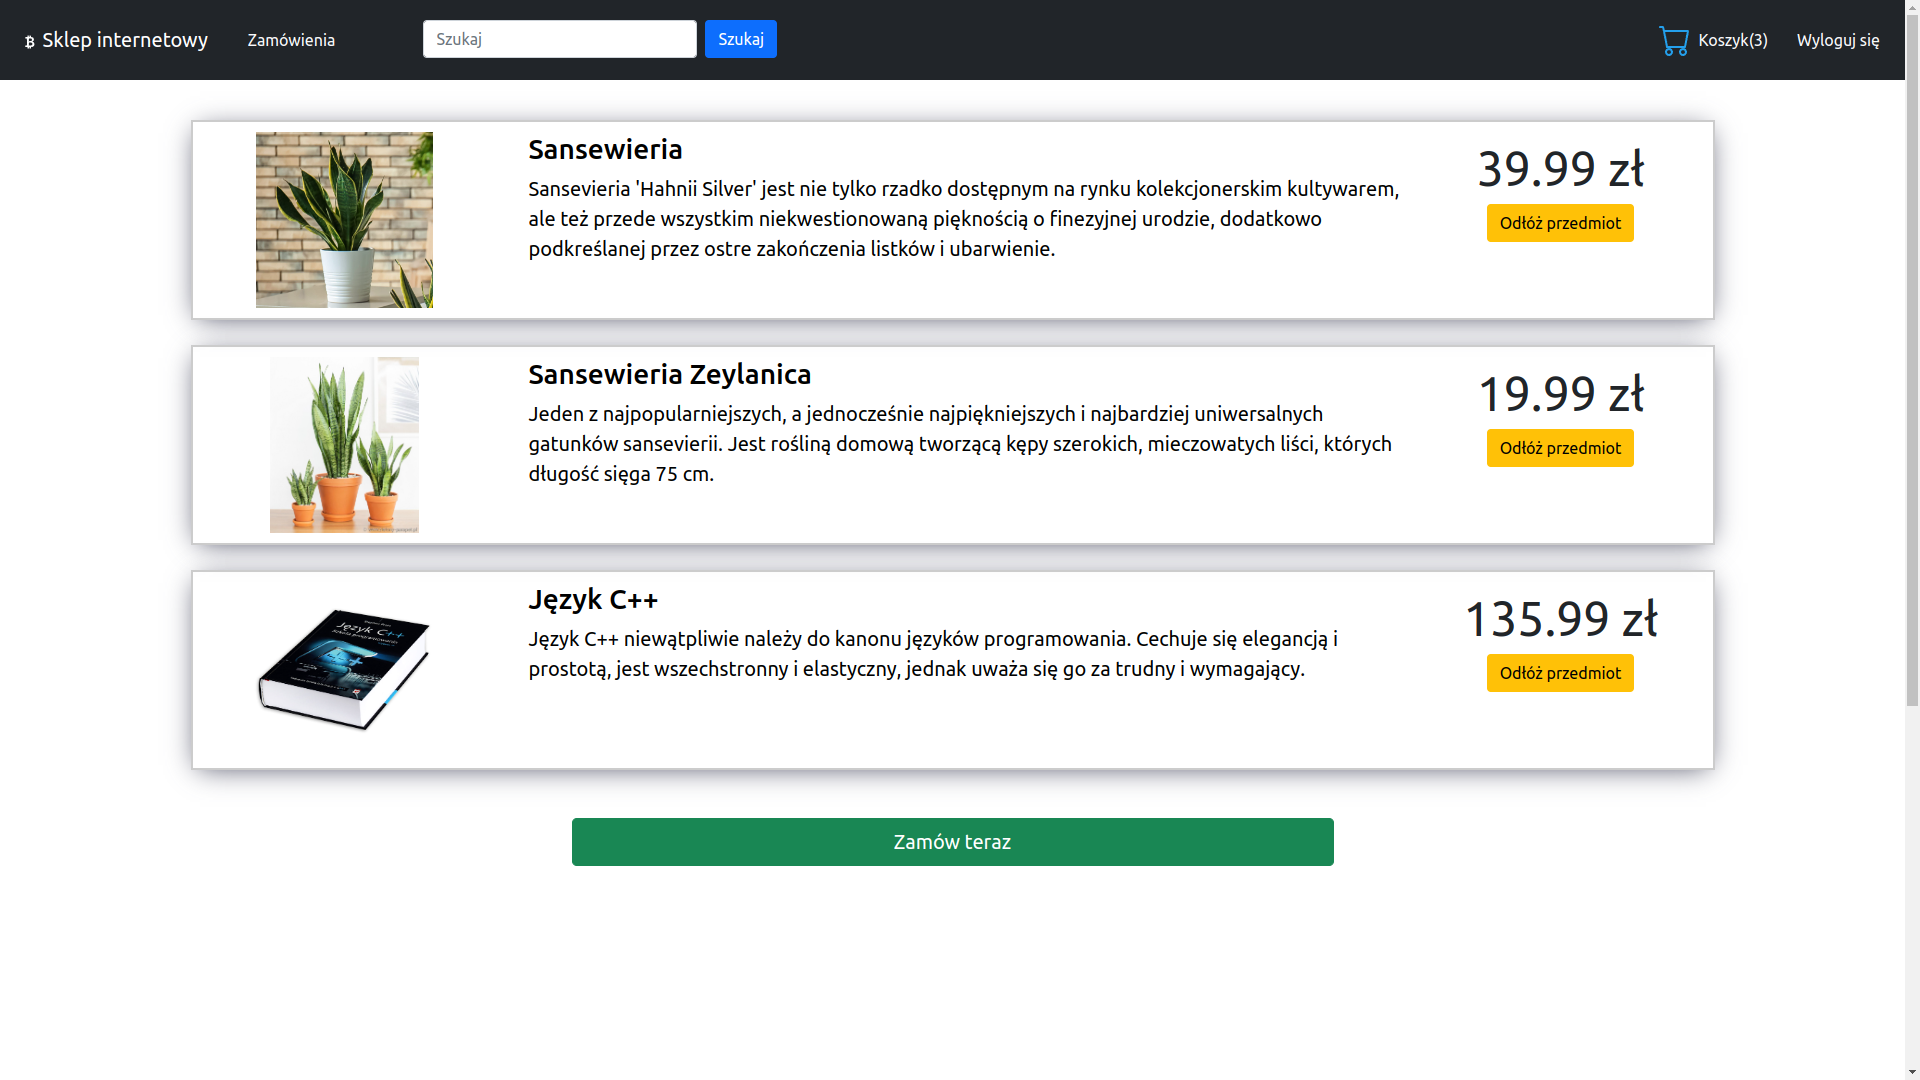 Sklep internetowy
Zamówienia
Szukaj
Szukaj
Koszyk(3)
Wyloguj się
Sansewieria
Sansevieria 'Hahnii Silver' jest nie tylko rzadko dostępnym na rynku kolekcjonerskim kultywarem,
ale też przede wszystkim niekwestionowaną pięknością o finezyjnej urodzie, dodatkowo
podkreślanej przez ostre zakończenia listków i ubarwienie.
39.99 zł
Odłóż przedmiot
Sansewieria Zeylanica
Jeden z najpopularniejszych, a jednocześnie najpiękniejszych i najbardziej uniwersalnych
gatunków sansevierii. Jest rośliną domową tworzącą kępy szerokich, mieczowatych liści, których
długość sięga 75 cm.
19.99 zł
Odłóż przedmiot
Język C++
Język C++
Język C++ niewątpliwie należy do kanonu języków programowania. Cechuje się elegancją i
prostotą, jest wszechstronny i elastyczny, jednak uważa się go za trudny i wymagający.
135.99 zł
Odłóż przedmiot
Zamów teraz